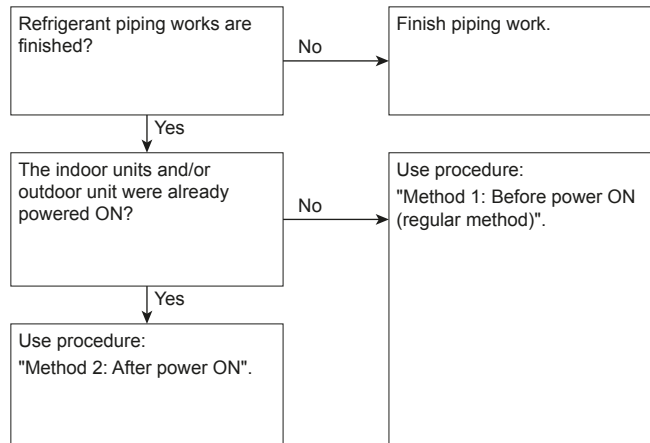 Refrigerant piping works are
finished?
No
Finish piping work.
Yes
The indoor units and/or
outdoor unit were already
powered ON?
No
Use procedure:
"Method 1: Before power ON
(regular method)".
Yes
Use procedure:
"Method 2: After power ON".